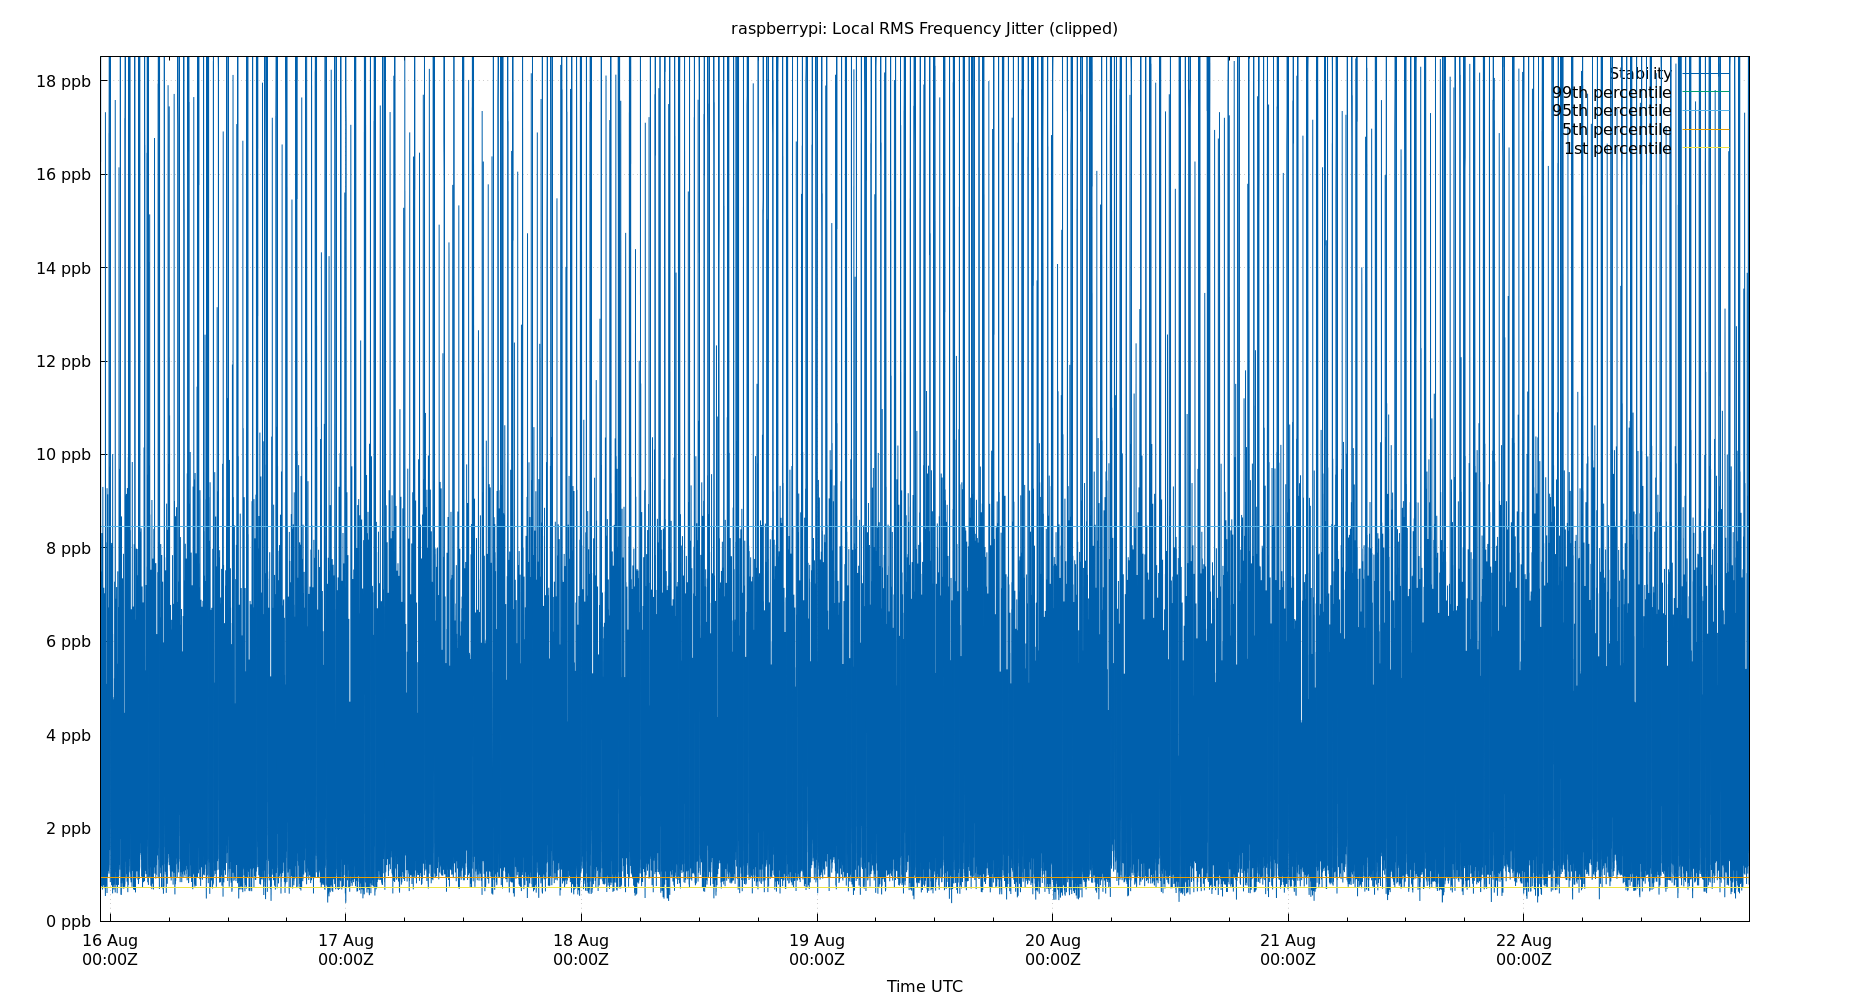 raspberrypi: Local RMS Frequency Jitter (clipped)
18 ppb
16 ppb
14 ppb
12 ppb
10 ppb
8 ppb
6 ppb
4 ppb
2 ppb
0 ppb
Stability
99th percentile
95th percentile
5th percentile
1st percentile
16 Aug 17 Aug 18 Aug 19 Aug 20 Aug 21 Aug 22 Aug
00:00Z 00:00Z 00:00Z 00:00Z 00:00Z 00:00Z 00:00Z
Time UTC